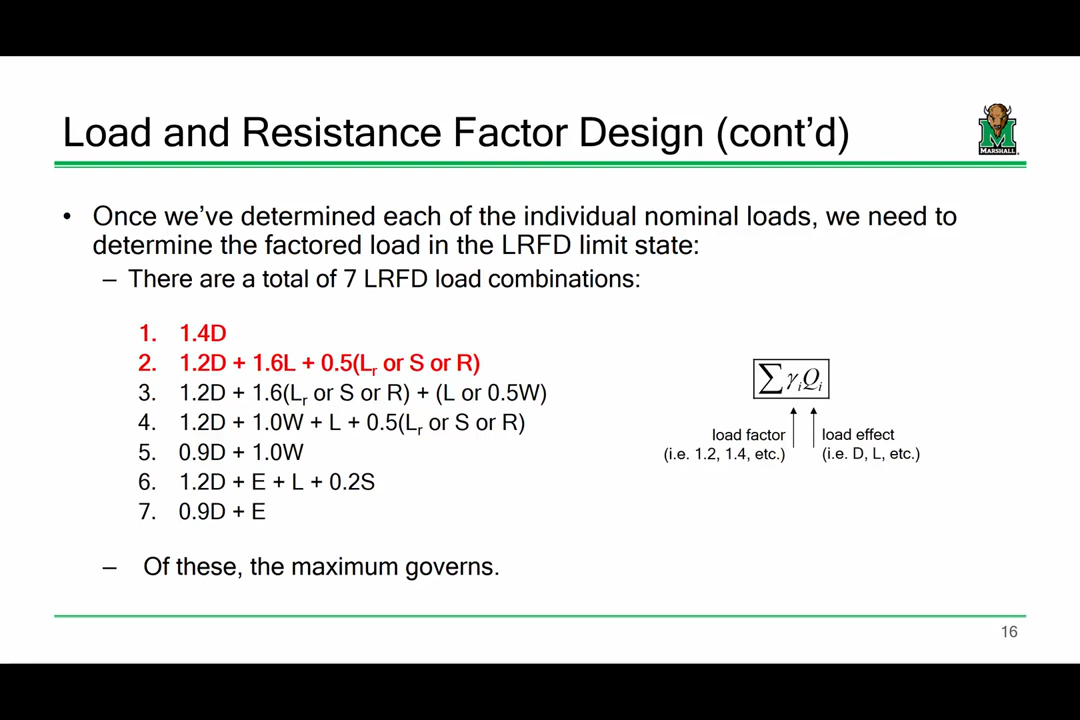 Load and Resistance Factor Design (cont’d)
MARSHALL
• Once we’ve determined each of the individual nominal loads, we need to
determine the factored load in the LRFD limit state:
– There are a total of 7 LRFD load combinations:
1. 1.4D
2. 1.2D + 1.6L + 0.5(Lr or S or R)
3. 1.2D + 1.6(Lr or S or R) + (L or 0.5W)
4. 1.2D + 1.0W + L + 0.5(Lr or S or R)
5. 0.9D + 1.0W
6. 1.2D + E + L + 0.2S
7. 0.9D + E
∑γiQi
load factor
(i.e. 1.2, 1.4, etc.)
load effect
(i.e. D, L, etc.)
– Of these, the maximum governs.
16